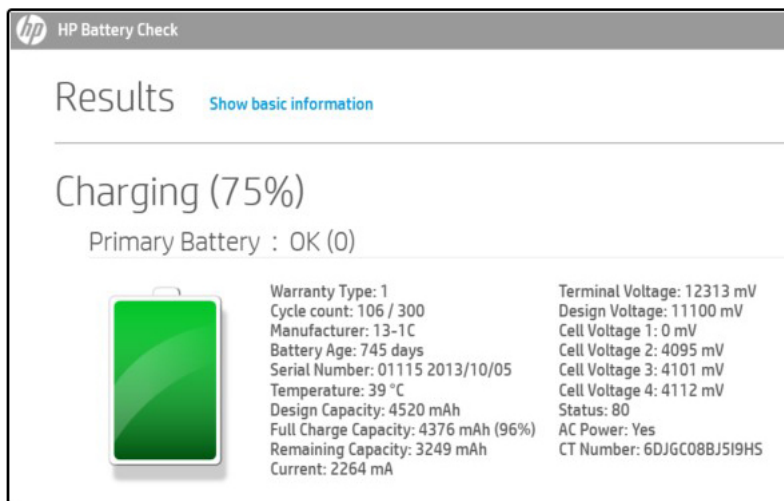 hp HP Battery Check
Results Show basic information
Charging (75%)
Primary Battery : OK (0)
Warranty Type: 1
Cycle count: 106 / 300
Manufacturer: 13-1C
Battery Age: 745 days
Serial Number: 01115 2013/10/05
Temperature: 39 °C
Design Capacity: 4520 mAh
Full Charge Capacity: 4376 mAh (96%)
Remaining Capacity: 3249 mAh
Current: 2264 mA
Terminal Voltage: 12313 mV
Design Voltage: 11100 mV
Cell Voltage 1: 0 mV
Cell Voltage 2: 4095 mV
Cell Voltage 3: 4101 mV
Cell Voltage 4: 4112 mV
Status: 80
AC Power: Yes
CT Number: 6DJGC08BJ5I9HS